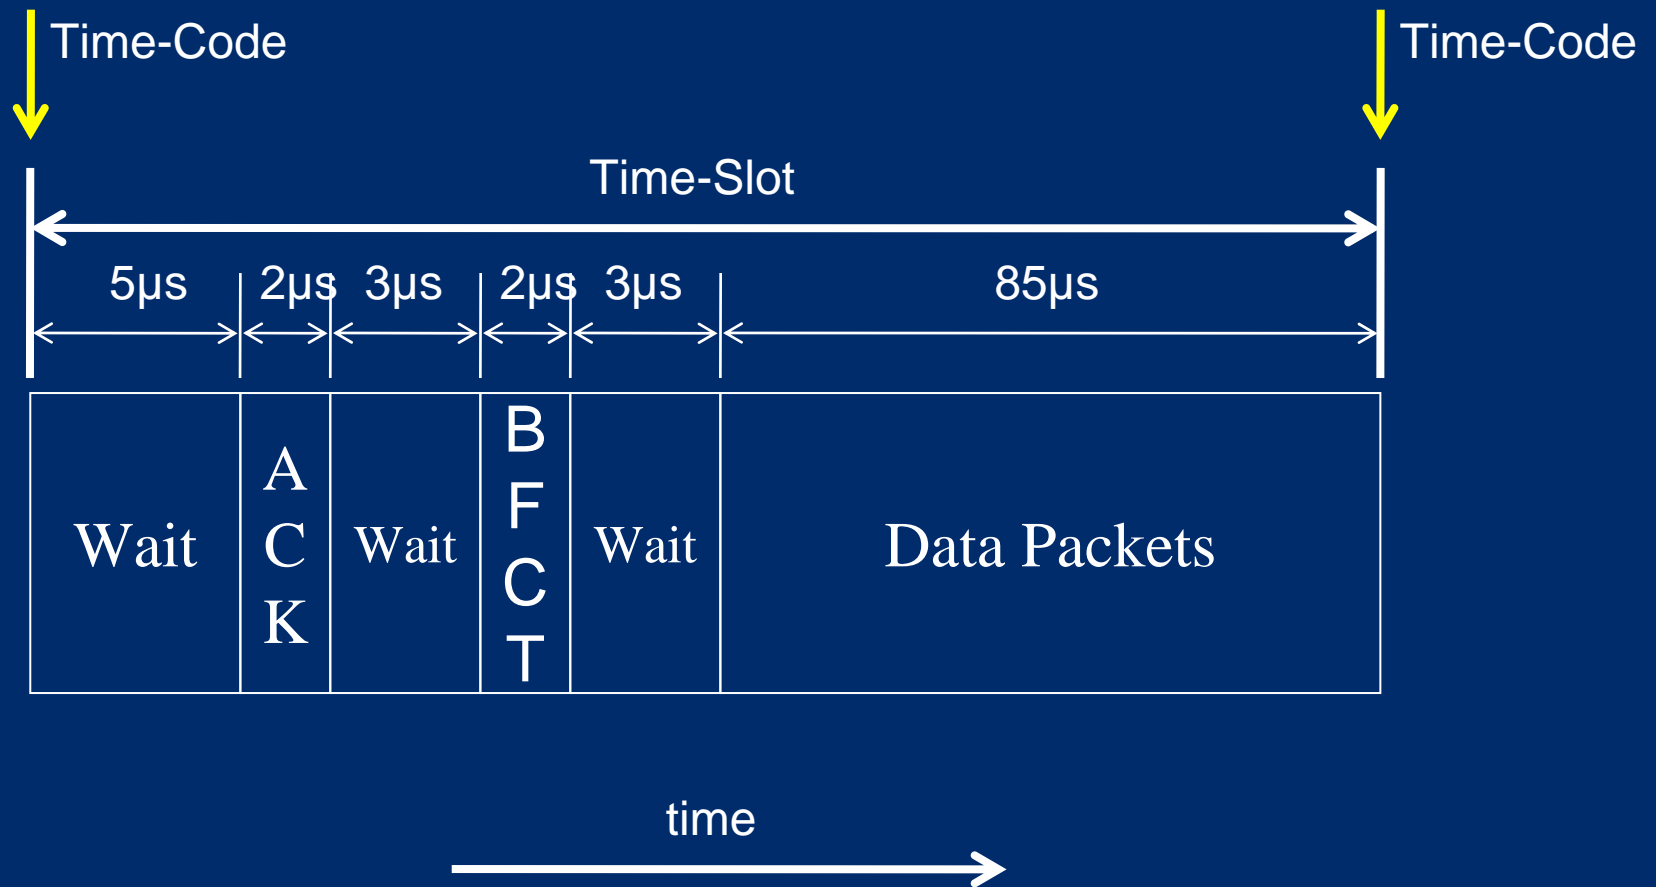 Time-Code
Time-Code
Time-Slot
5µs
2µs
3µs
2µs
3µs
85µs
Wait
A
C
K
Wait
B
F
C
T
Wait
Data Packets
time